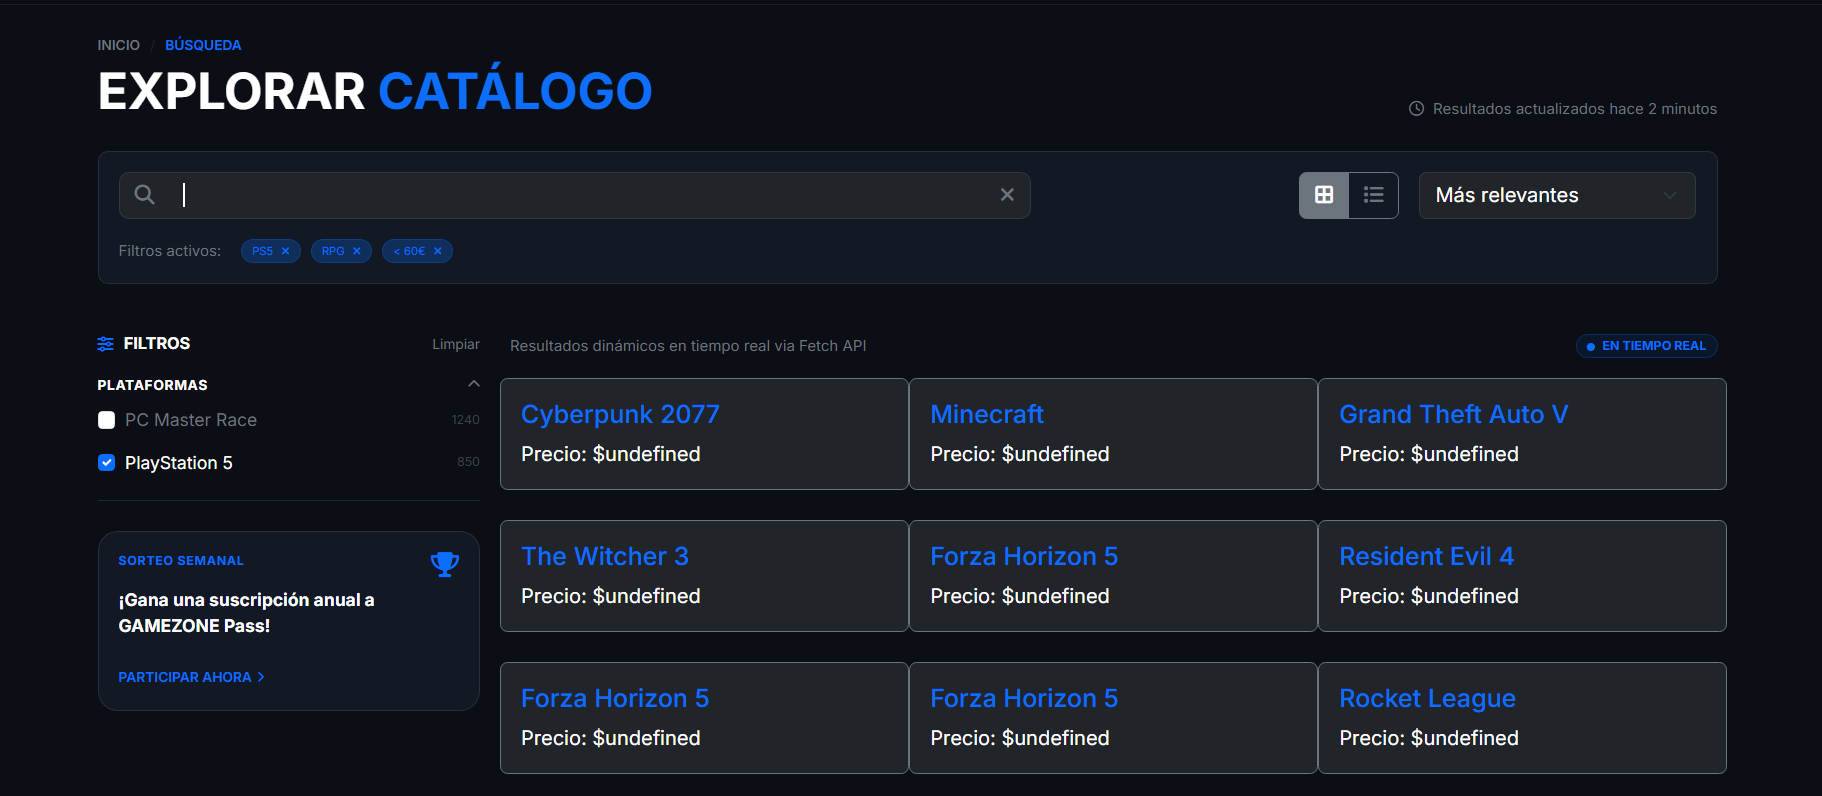 INICIO / BÚSQUEDA
EXPLORAR CATÁLOGO
Resultados actualizados hace 2 minutos
Más relevantes
Filtros activos: PS5 × RPG × < 60€ ×
FILTROS
Limpiar
Resultados dinámicos en tiempo real via Fetch API
EN TIEMPO REAL
PLATAFORMAS
PC Master Race 1240
PlayStation 5 850
SORTEO SEMANAL
¡Gana una suscripción anual a
GAMEZONE Pass!
PARTICIPAR AHORA >
Cyberpunk 2077
Precio: $undefined
Minecraft
Precio: $undefined
Grand Theft Auto V
Precio: $undefined
The Witcher 3
Precio: $undefined
Forza Horizon 5
Precio: $undefined
Resident Evil 4
Precio: $undefined
Forza Horizon 5
Precio: $undefined
Forza Horizon 5
Precio: $undefined
Rocket League
Precio: $undefined